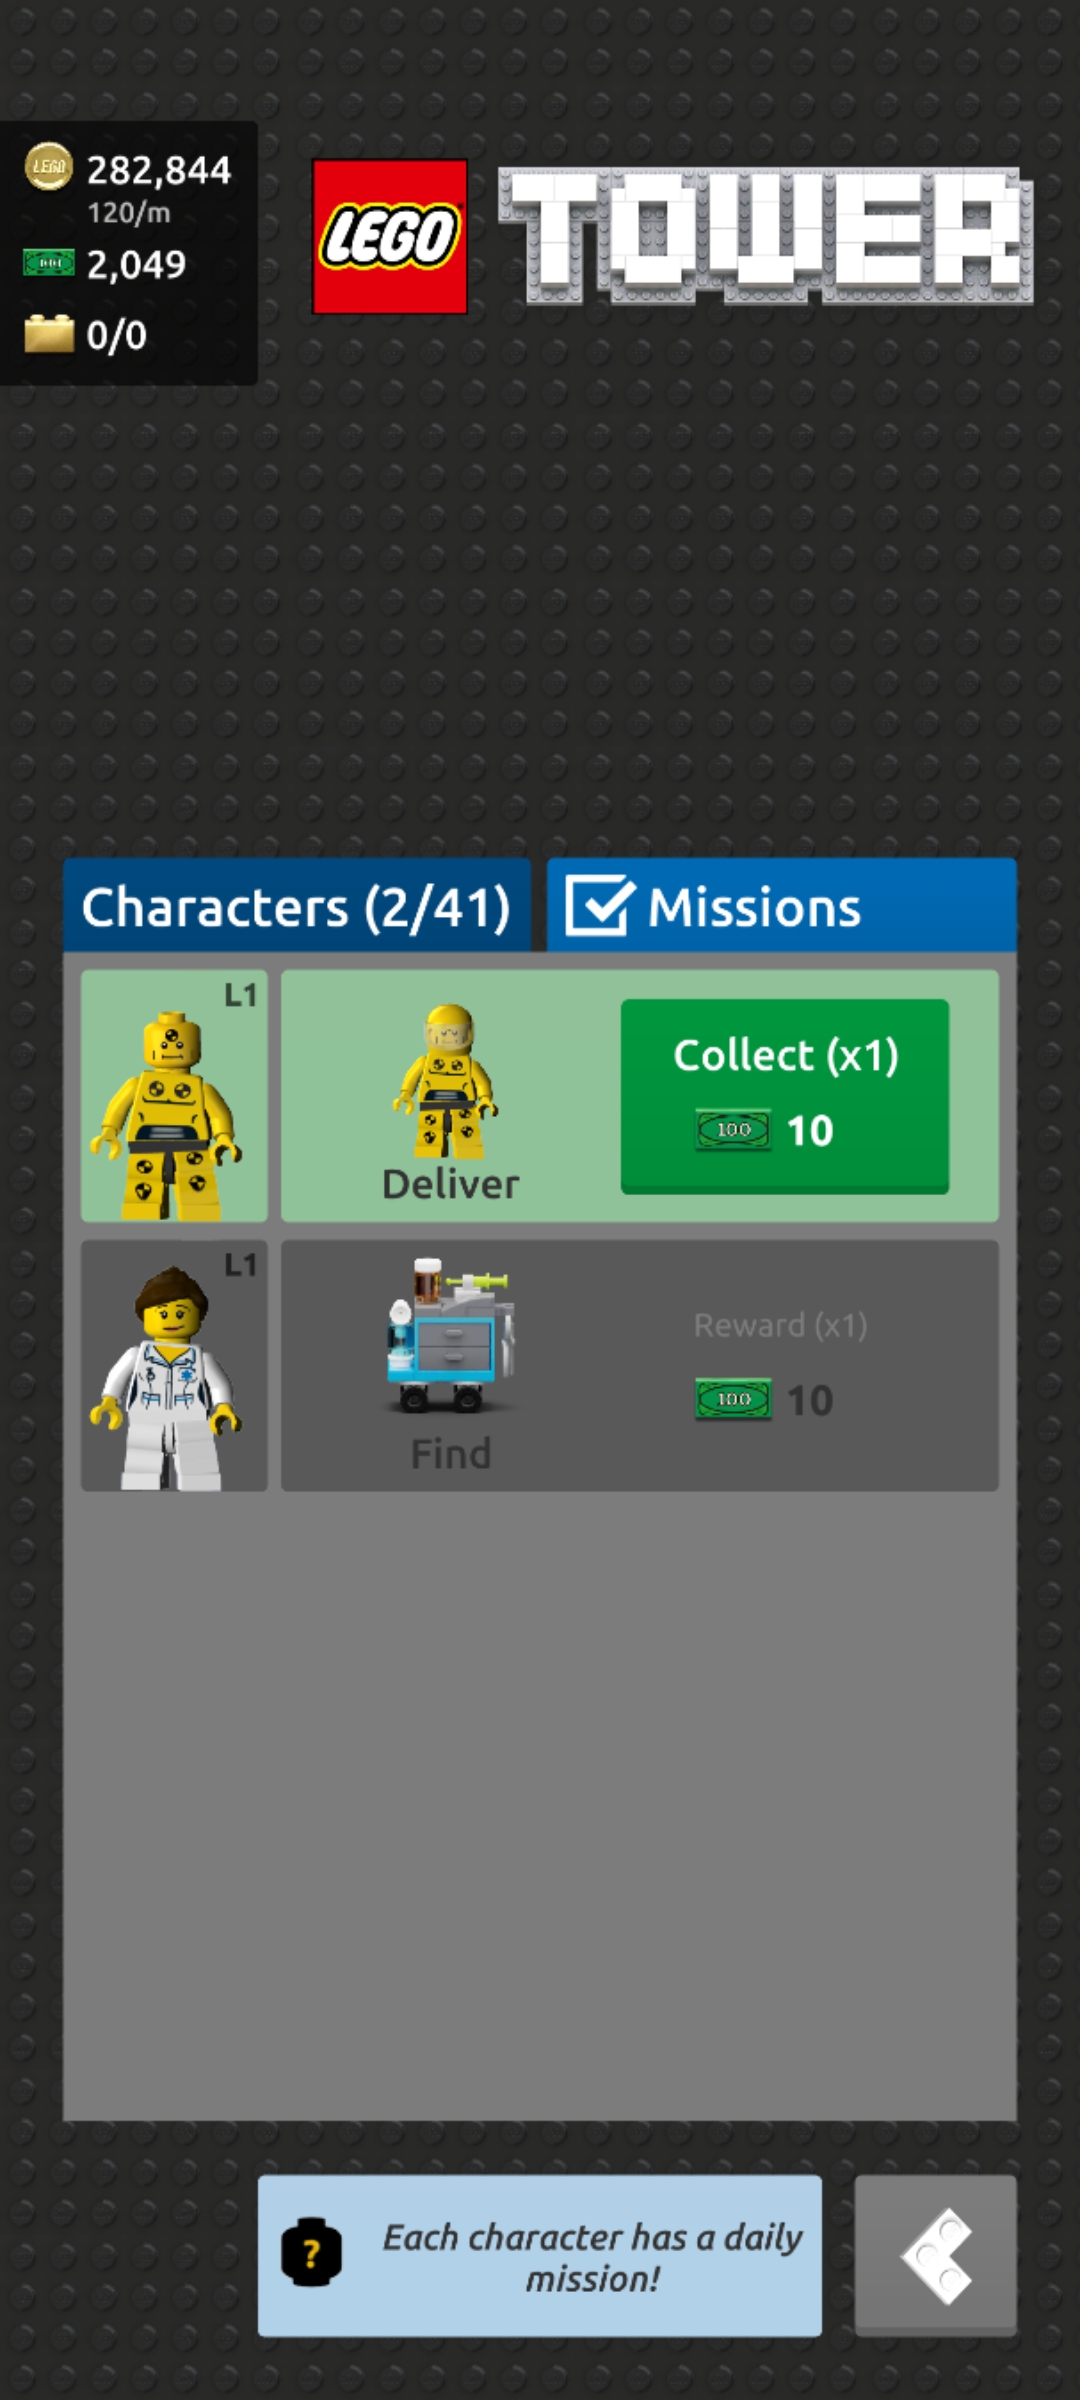 LEGO
282,844
120/m
2,049
0/0
LEGO TOWER
Characters (2/41)
Missions
L1
Deliver
Collect (x1)
100
10
L1
Find
Reward (x1)
100
10
?
Each character has a daily
mission!